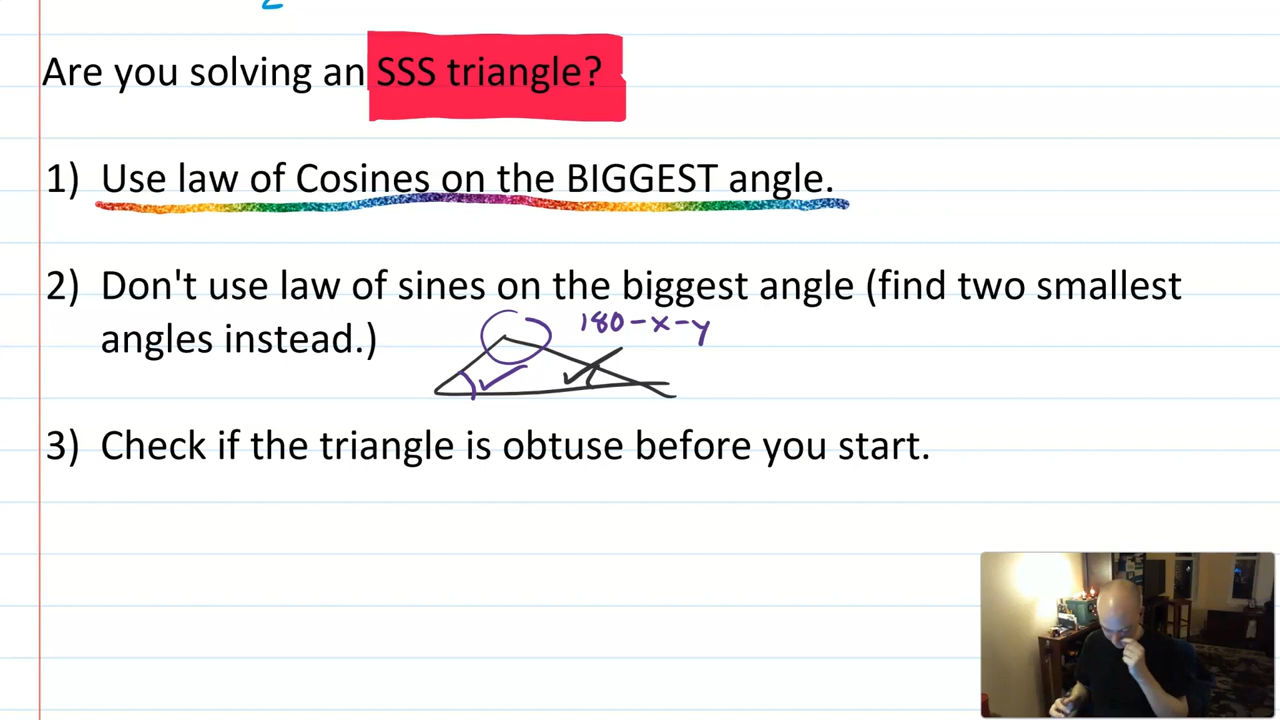 2
Are you solving an SSS triangle?
1) Use law of Cosines on the BIGGEST angle.
2) Don't use law of sines on the biggest angle (find two smallest
angles instead.)
180-x-y
3) Check if the triangle is obtuse before you start.